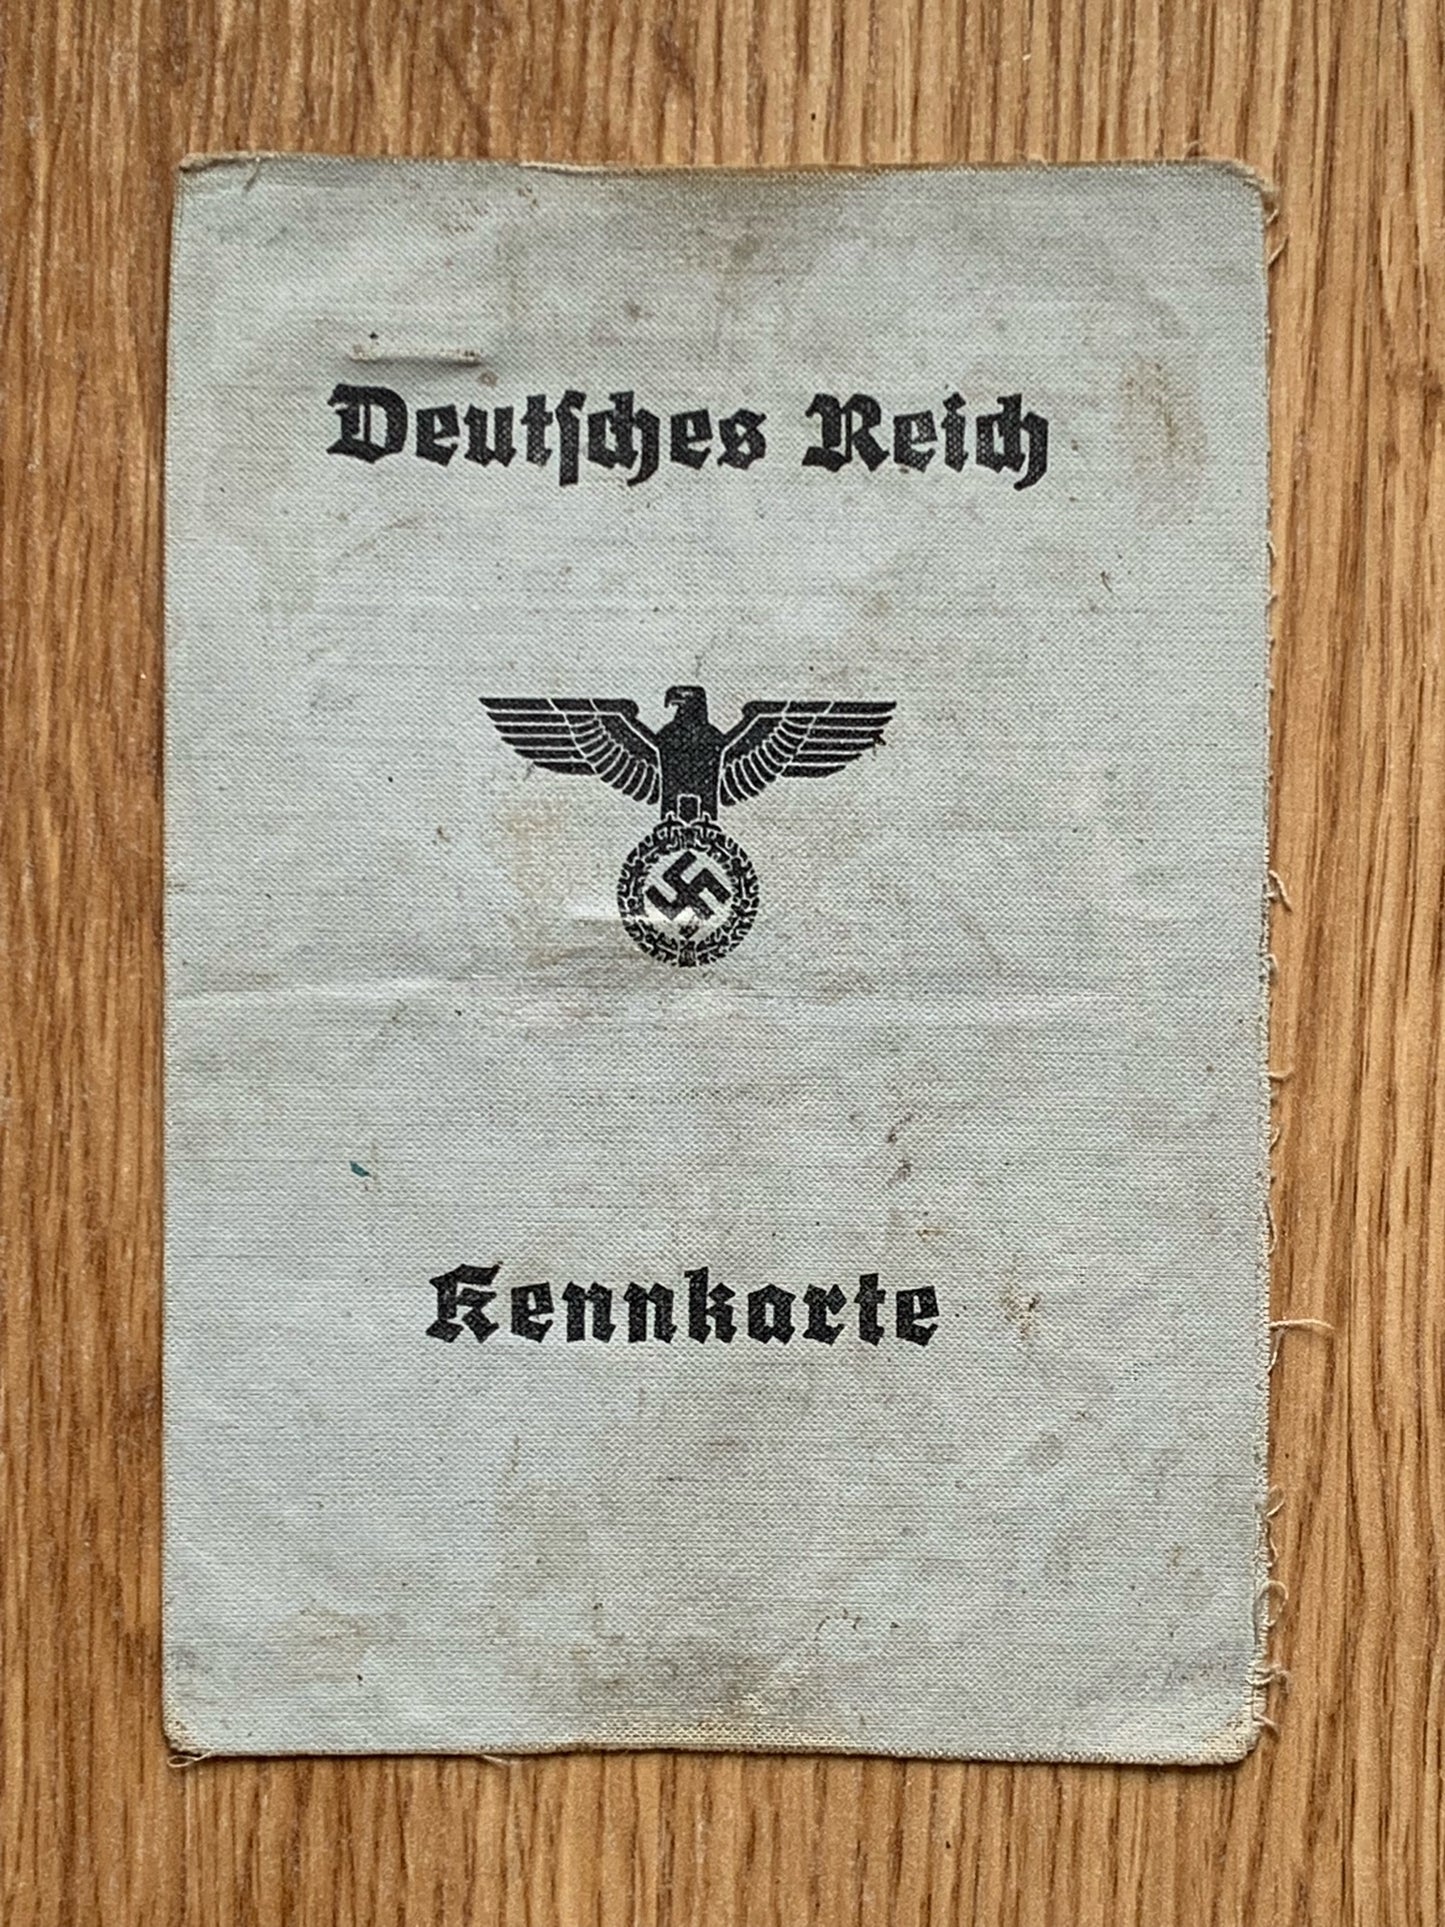 Deutſches Reich
Kennkarte